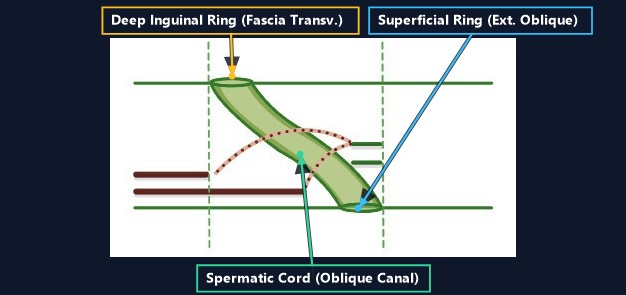 Deep Inguinal Ring (Fascia Transv.)
Superficial Ring (Ext. Oblique)
Spermatic Cord (Oblique Canal)